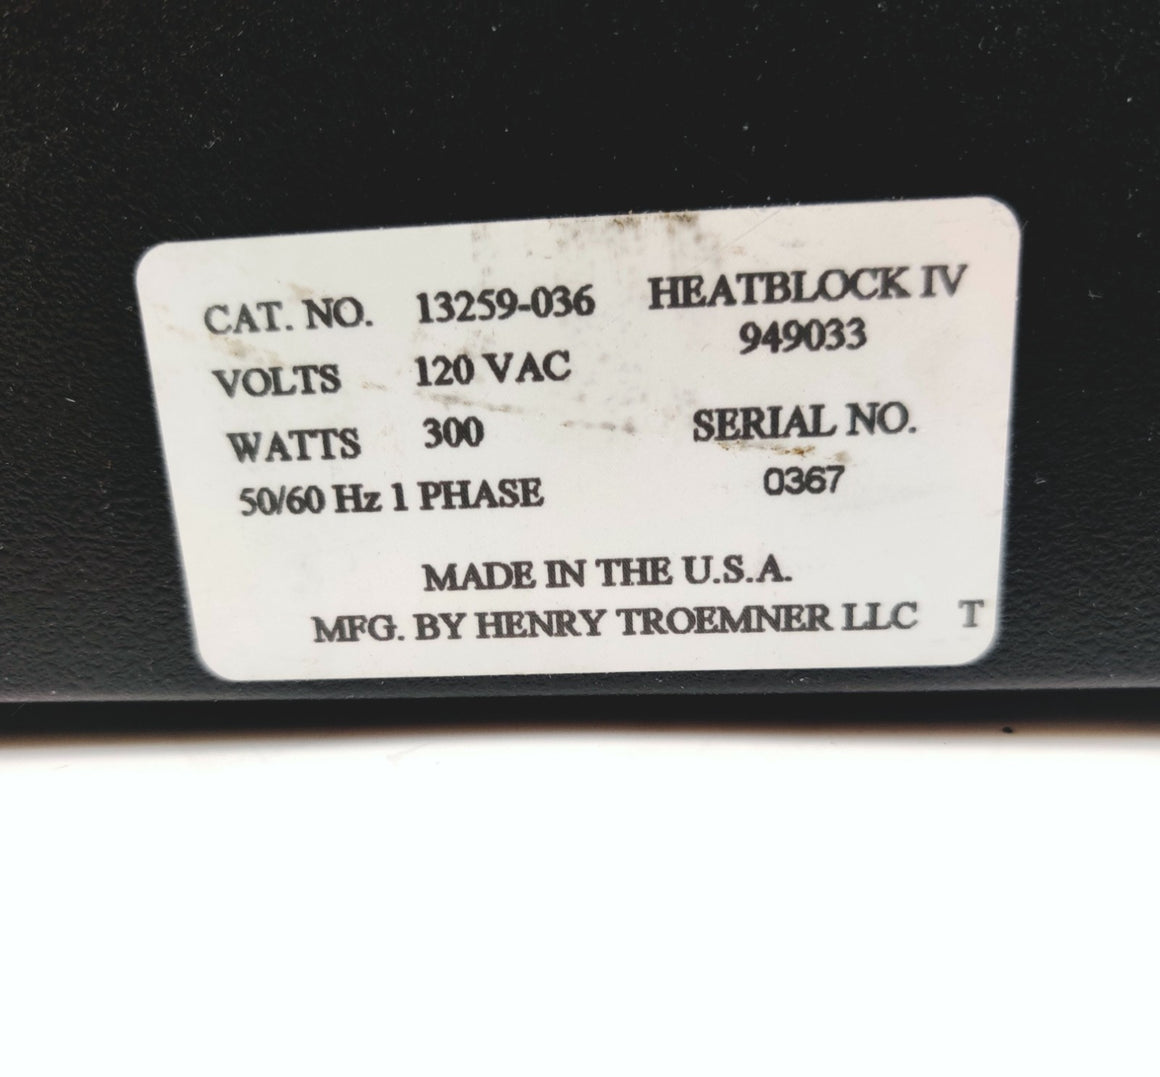 CAT. NO. 13259-036
VOLTS 120 VAC
WATTS 300
50/60 Hz 1 PHASE
HEATBLOCK IV
949033
SERIAL NO.
0367
MADE IN THE U.S.A.
MFG. BY HENRY TROEMNER LLC T